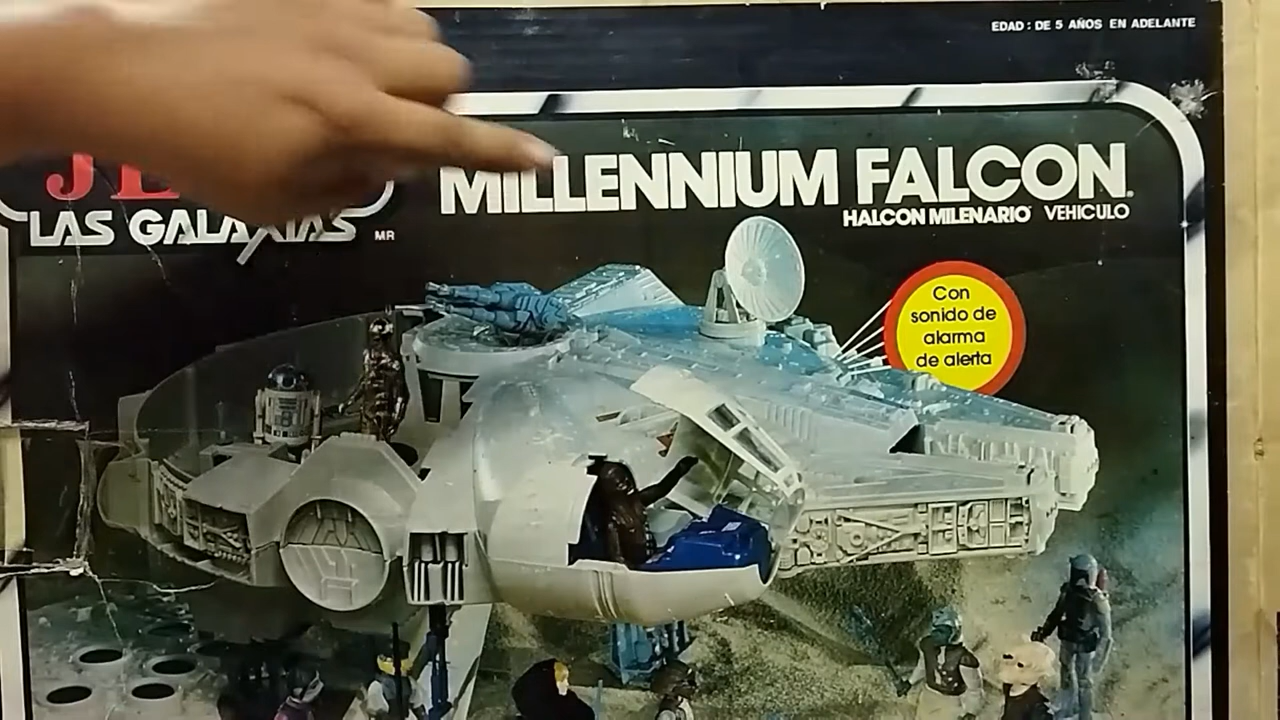 EDAD : DE 5 AÑOS EN ADELANTE
MILLENNIUM FALCON.
HALCON MILENARIO VEHICULO
LAS GALAXIAS MR
Con
sonido de
alarma
de alerta